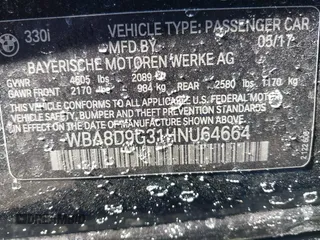 330i
VEHICLE TYPE: PASSENGER CAR
MFD.BY 05/17
BAYERISCHE MOTOREN WERKE AG
GVWR 4605 lbs 2089
GAWR FRONT 2170 lbs 984 kg REAR 2580 lbs 1170 kg
THIS VEHICLE CONFORMS TO ALL APPLICABLE
U.S. FEDERAL MOTOR VEHICLE SAFETY,
BUMPER, AND THEFT PREVENTION STANDARDS
IN EFFECT ON THE DATE OF MANUFACTURE
SHOWN ABOVE.
WBA8D9G31HNU64664